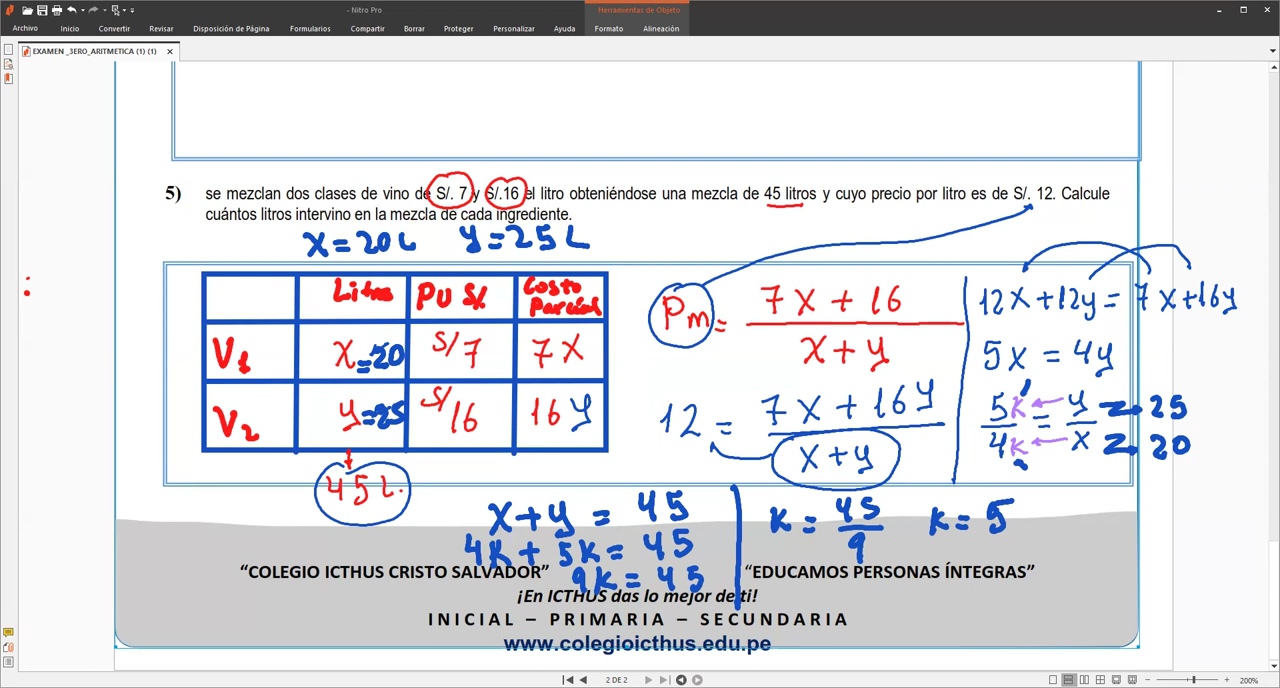 - Nitro Pro
Herramientas de Objeto
Archivo Inicio Convertir Revisar Disposición de Página Formularios Compartir Borrar Proteger Personalizar Ayuda Formato Alineación
EXAMEN _3ERO_ARITMETICA (1) (1)
5) se mezclan dos clases de vino de S/. 7 y S/.16 el litro obteniéndose una mezcla de 45 litros y cuyo precio por litro es de S/. 12. Calcule
cuántos litros intervino en la mezcla de cada ingrediente.
x = 20L y = 25L
Litros PU S/. Costo Parcial
V1 x = 20 S/7 7x
V2 y = 25 S/16 16y
45L.
Pm = 7x + 16 / x + y
12 = 7x + 16y / x + y
12x + 12y = 7x + 16y
5x = 4y
5k / 4k = y / x
25
20
x + y = 45
4k + 5k = 45
9k = 45
k = 45 / 9 k = 5
“COLEGIO ICTHUS CRISTO SALVADOR” “EDUCAMOS PERSONAS ÍNTEGRAS”
¡En ICTHUS das lo mejor de ti!
INICIAL – PRIMARIA – SECUNDARIA
www.colegioicthus.edu.pe
2 DE 2
200%